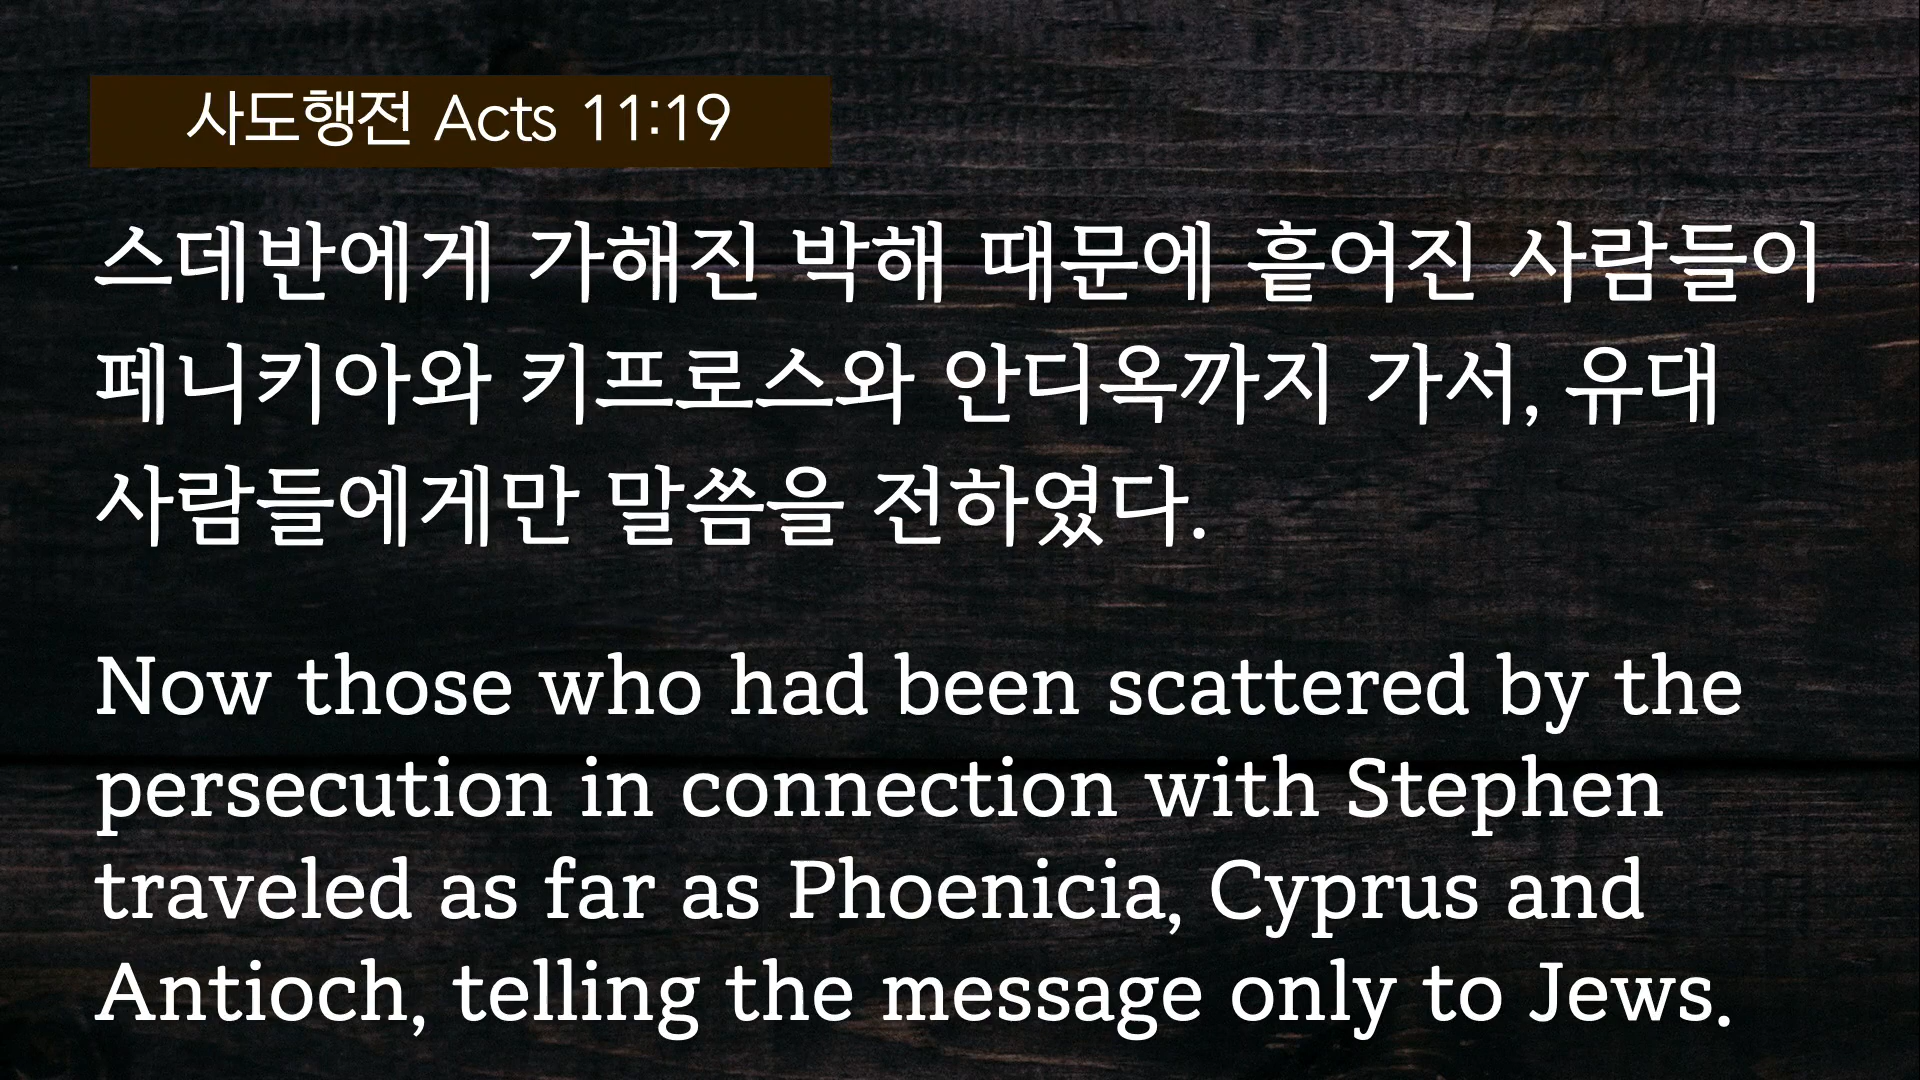 사도행전 Acts 11:19
스데반에게 가해진 박해 때문에 흩어진 사람들이
페니키아와 키프로스와 안디옥까지 가서, 유대
사람들에게만 말씀을 전하였다.
Now those who had been scattered by the
persecution in connection with Stephen
traveled as far as Phoenicia, Cyprus and
Antioch, telling the message only to Jews.